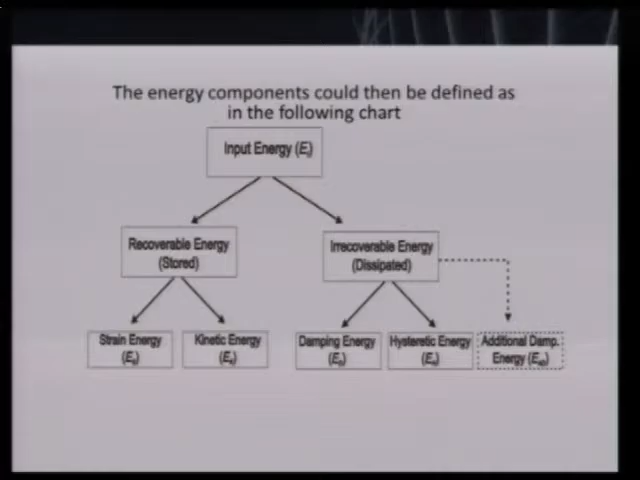 The energy components could then be defined as
in the following chart
Input Energy (Ei)
Recoverable Energy
(Stored)
Irrecoverable Energy
(Dissipated)
Strain Energy
Kinetic Energy
Damping Energy
Hysteretic Energy
Additional Damp.
Energy